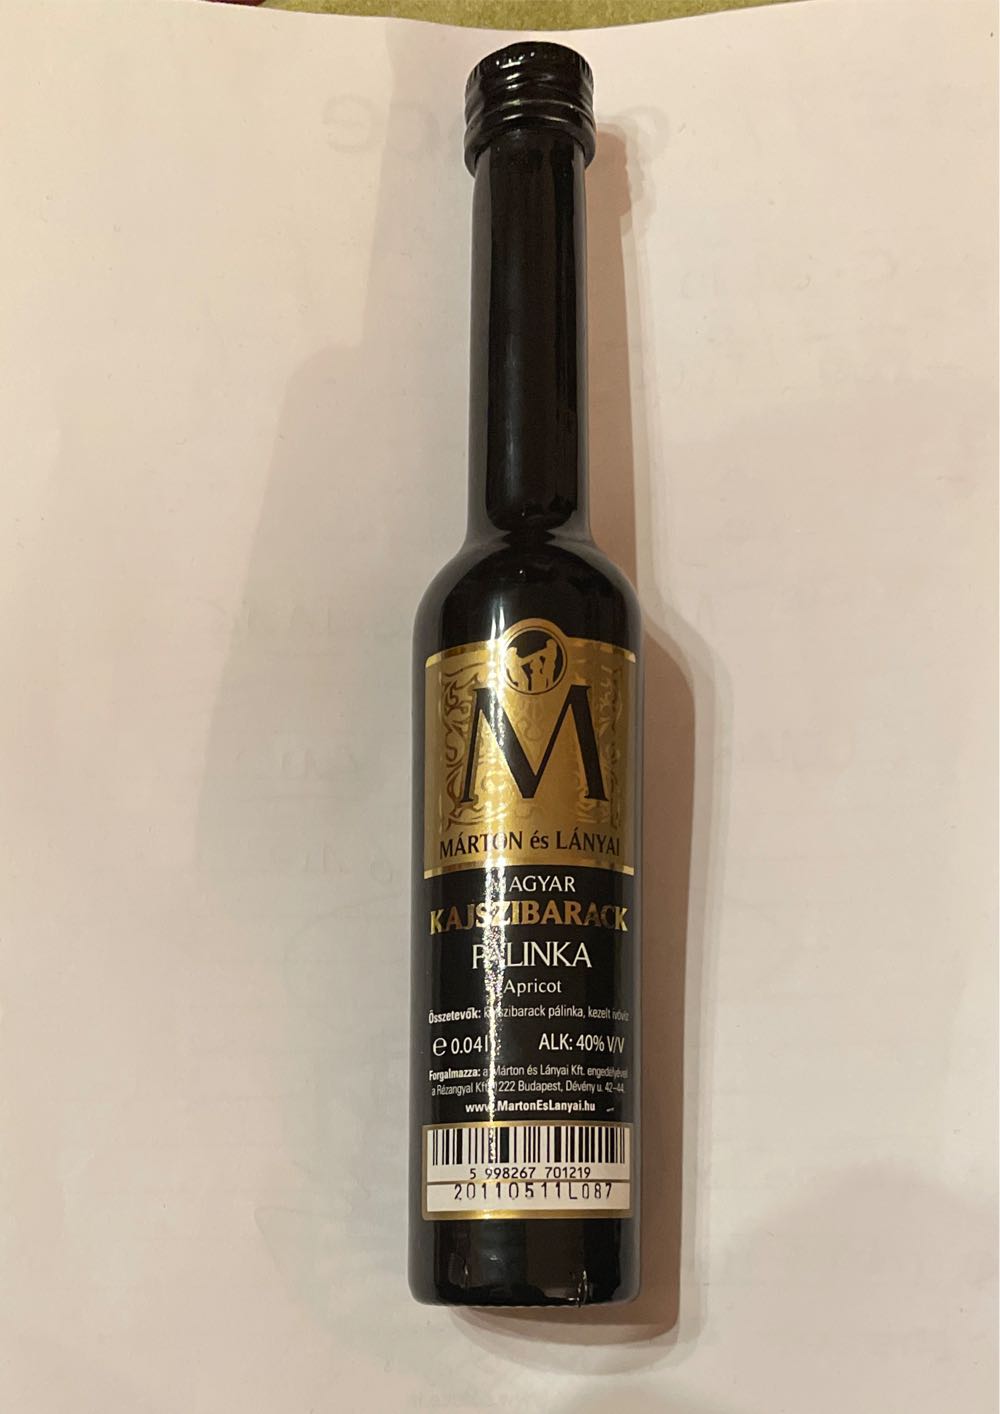 M
MÁRTON és LÁNYAI
MAGYAR
KAJSZIBARACK
PÁLINKA
Apricot
Összetevők: kajszibarack pálinka, kezelt ivóvíz
℮ 0.04l ALK: 40% V/V
Forgalmazza: a Márton és Lányai Kft. engedélyével
a Rézangyal Kft. 1222 Budapest, Dévény u. 42-44.
www.MartonEsLanyai.hu
5 998267 701219
20110511L087